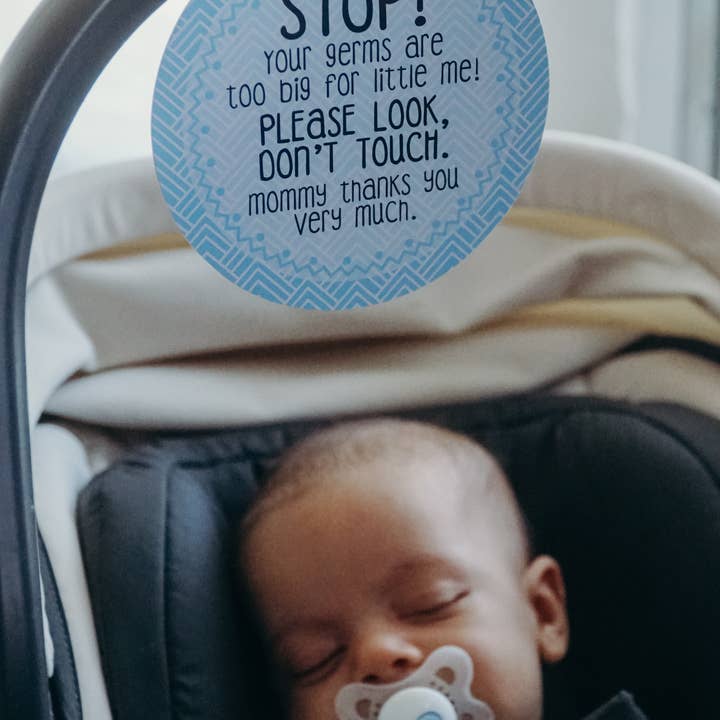 STOP!
your germs are
too big for little me!
PLEASE LOOK,
DON'T TOUCH.
mommy thanks you
very much.